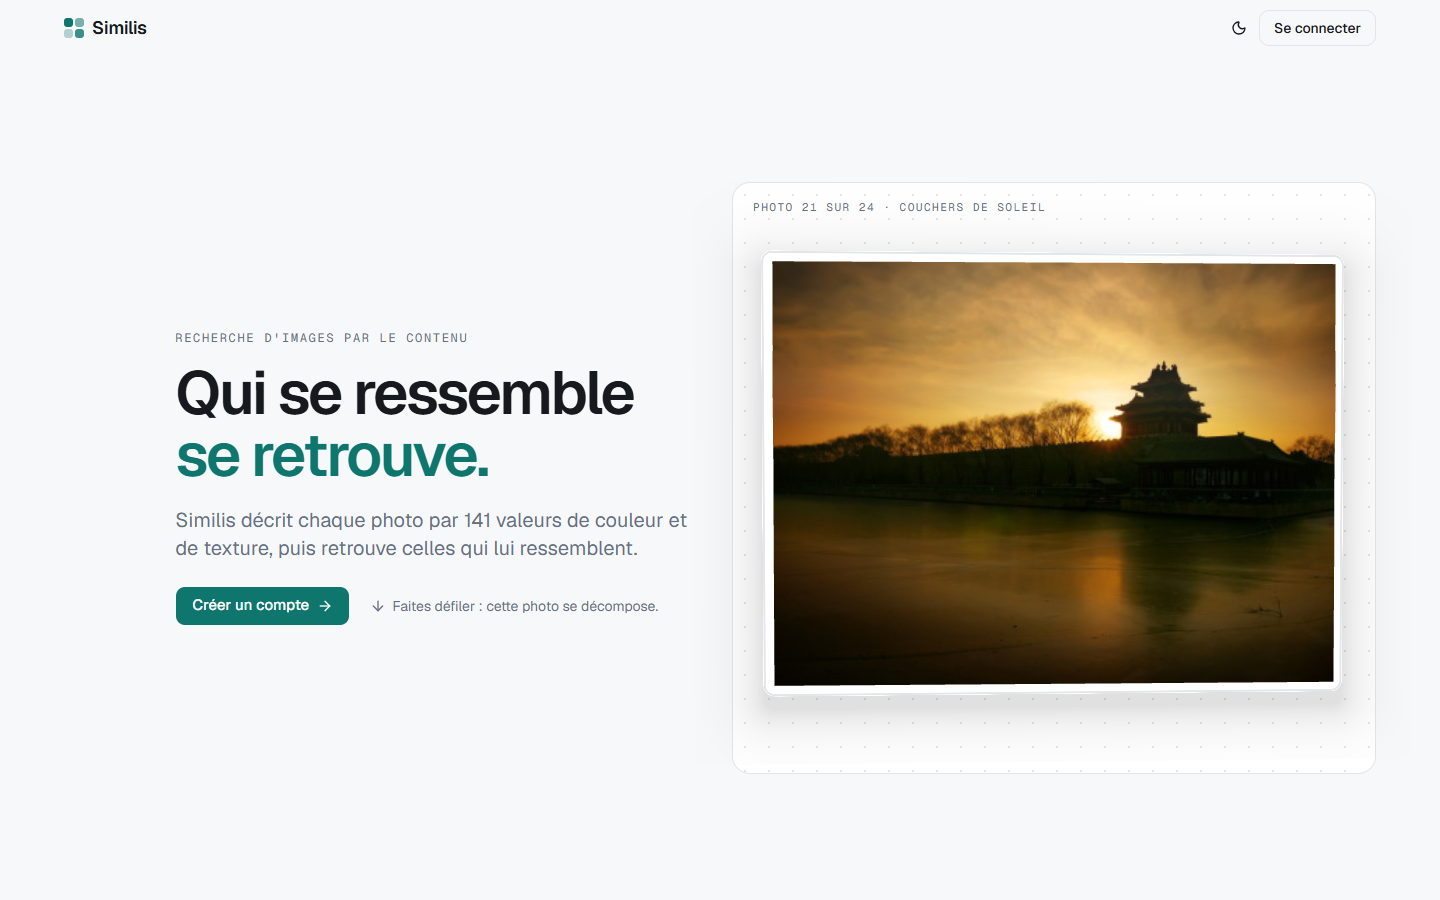 Similis
Se connecter
PHOTO 21 SUR 24 · COUCHERS DE SOLEIL
RECHERCHE D'IMAGES PAR LE CONTENU
Qui se ressemble
se retrouve.
Similis décrit chaque photo par 141 valeurs de couleur et
de texture, puis retrouve celles qui lui ressemblent.
Créer un compte →
↓ Faites défiler : cette photo se décompose.